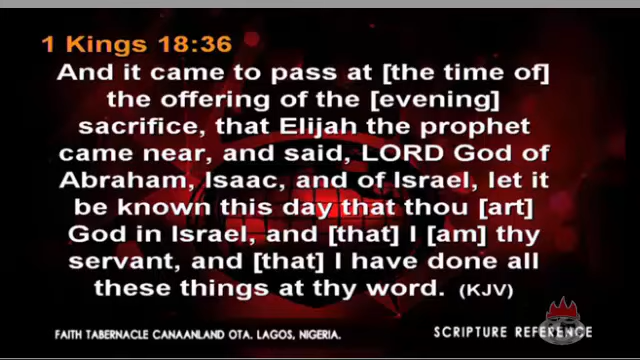 1 Kings 18:36
And it came to pass at [the time of]
the offering of the [evening]
sacrifice, that Elijah the prophet
came near, and said, LORD God of
Abraham, Isaac, and of Israel, let it
be known this day that thou [art]
God in Israel, and [that] I [am] thy
servant, and [that] I have done all
these things at thy word. (KJV)
FAITH TABERNACLE CANAANLAND OTA. LAGOS, NIGERIA.
SCRIPTURE REFERENCE